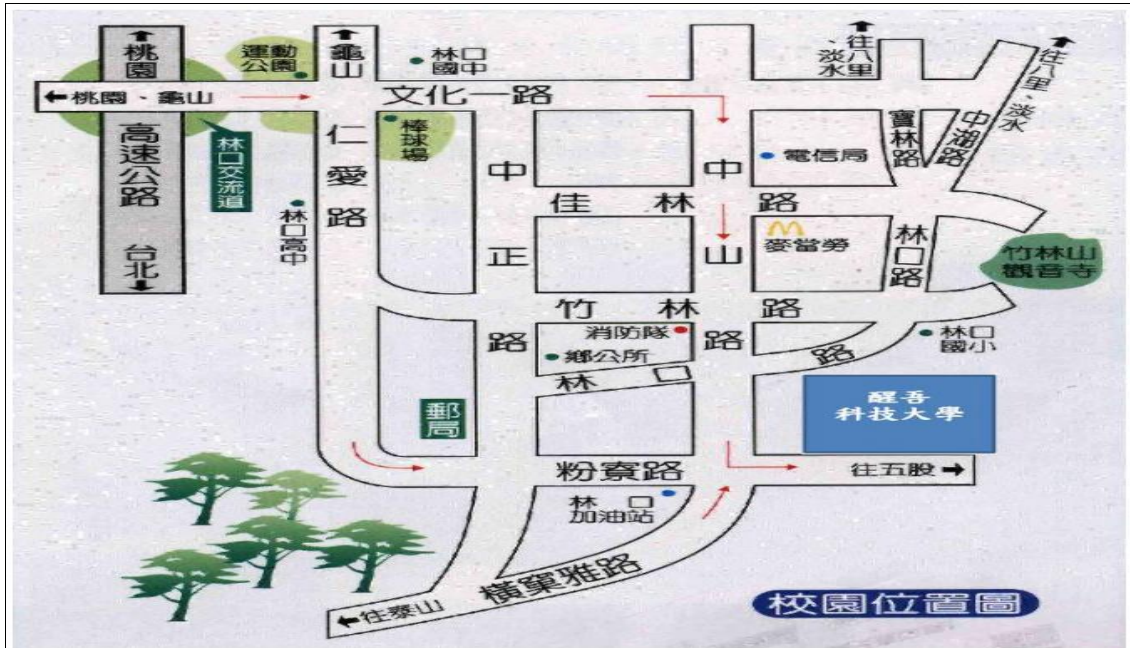 桃園
運動
公園
龜山
林口
國中
往八里
、淡水
往八里、淡水
←桃園、龜山
文化一路
高速公路
台北
林口交流道
仁愛路
棒球場
林口高中
中正路
中山路
電信局
寶林路
中湖路
佳林路
麥當勞
林口路
竹林山
觀音寺
竹林路
消防隊
鄉公所
林口路
林口
國小
郵局
醒吾
科技大學
粉寮路
往五股→
林口
加油站
橫窠雅路
←往泰山
校園位置圖